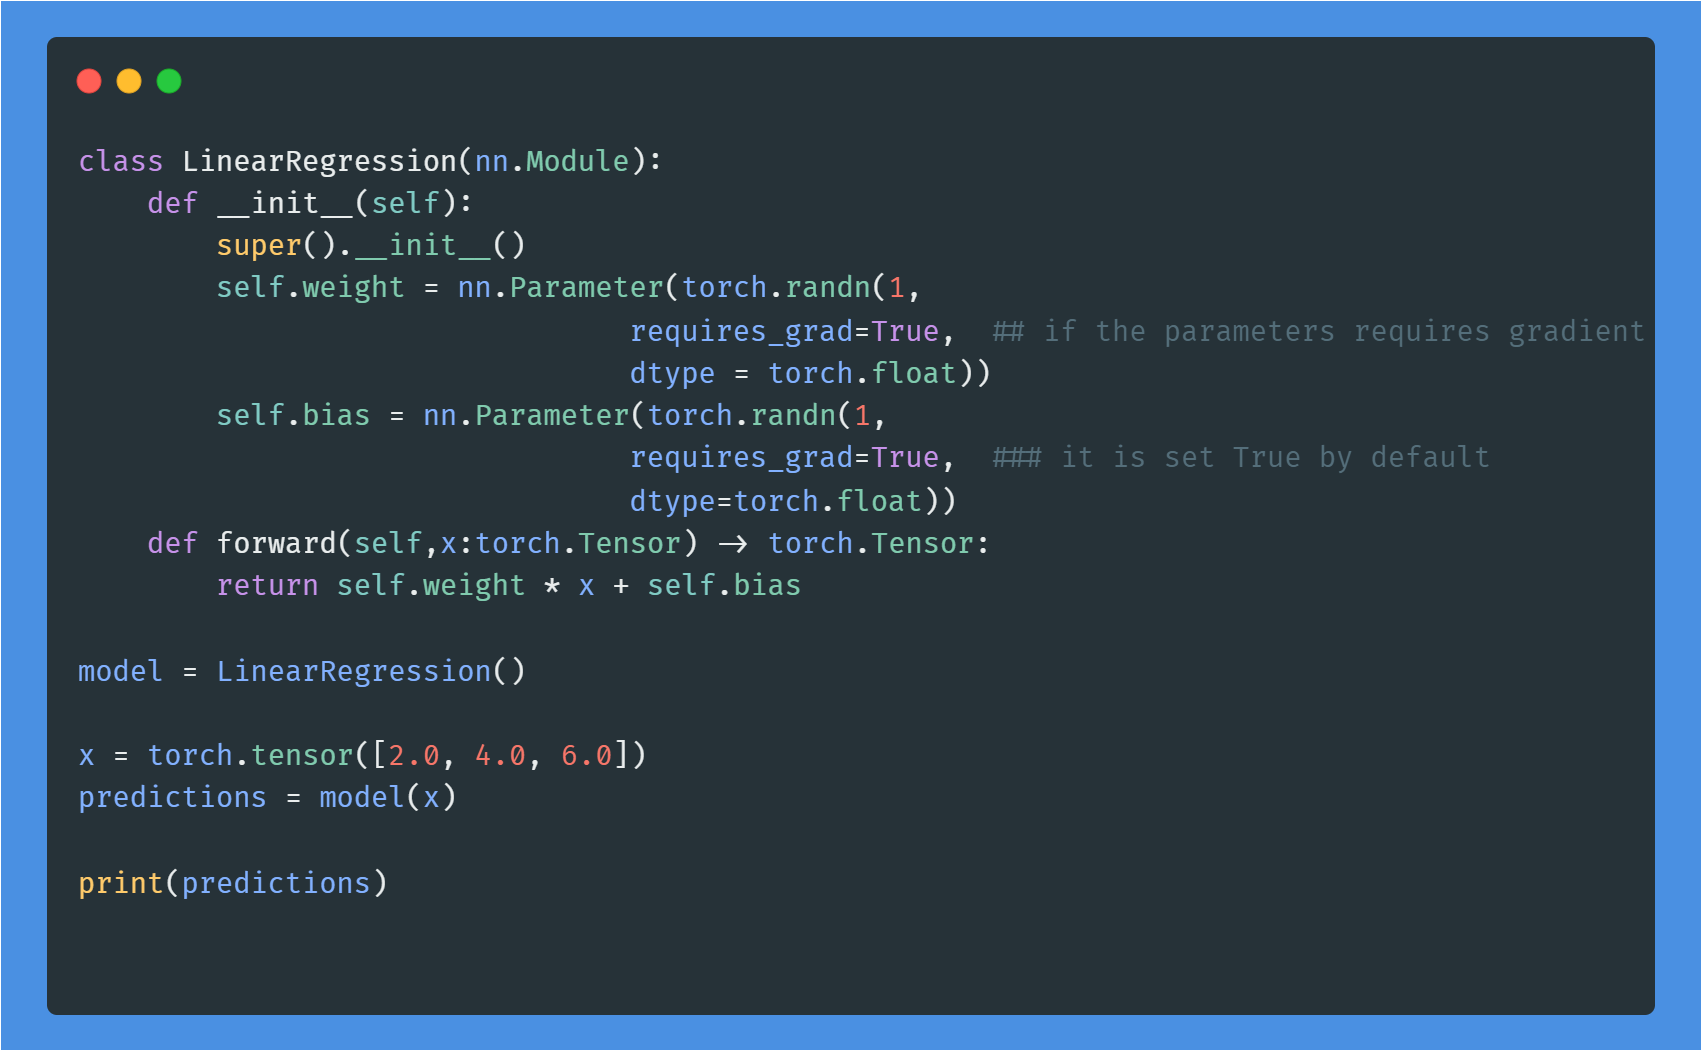 class LinearRegression(nn.Module):
    def __init__(self):
        super().__init__()
        self.weight = nn.Parameter(torch.randn(1,
                                requires_grad=True,  ## if the parameters requires gradient
                                dtype = torch.float))
        self.bias = nn.Parameter(torch.randn(1,
                                requires_grad=True,  ### it is set True by default
                                dtype=torch.float))
    def forward(self,x:torch.Tensor) -> torch.Tensor:
        return self.weight * x + self.bias

model = LinearRegression()

x = torch.tensor([2.0, 4.0, 6.0])
predictions = model(x)

print(predictions)